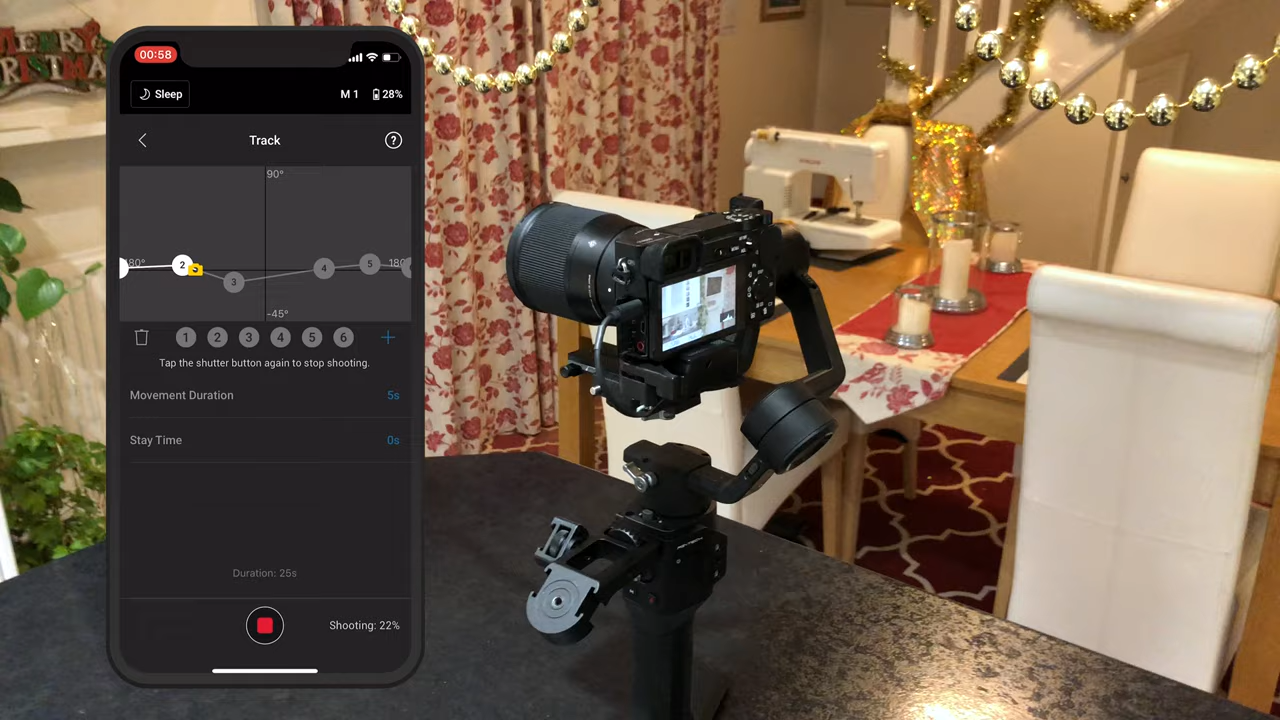 MERRY
00:58
Sleep
M 1
28%
Track
?
90°
180
2
3
4
5
-45°
1 2 3 4 5 6 +
Tap the shutter button again to stop shooting.
Movement Duration 5s
Stay Time 0s
Duration: 25s
Shooting: 22%